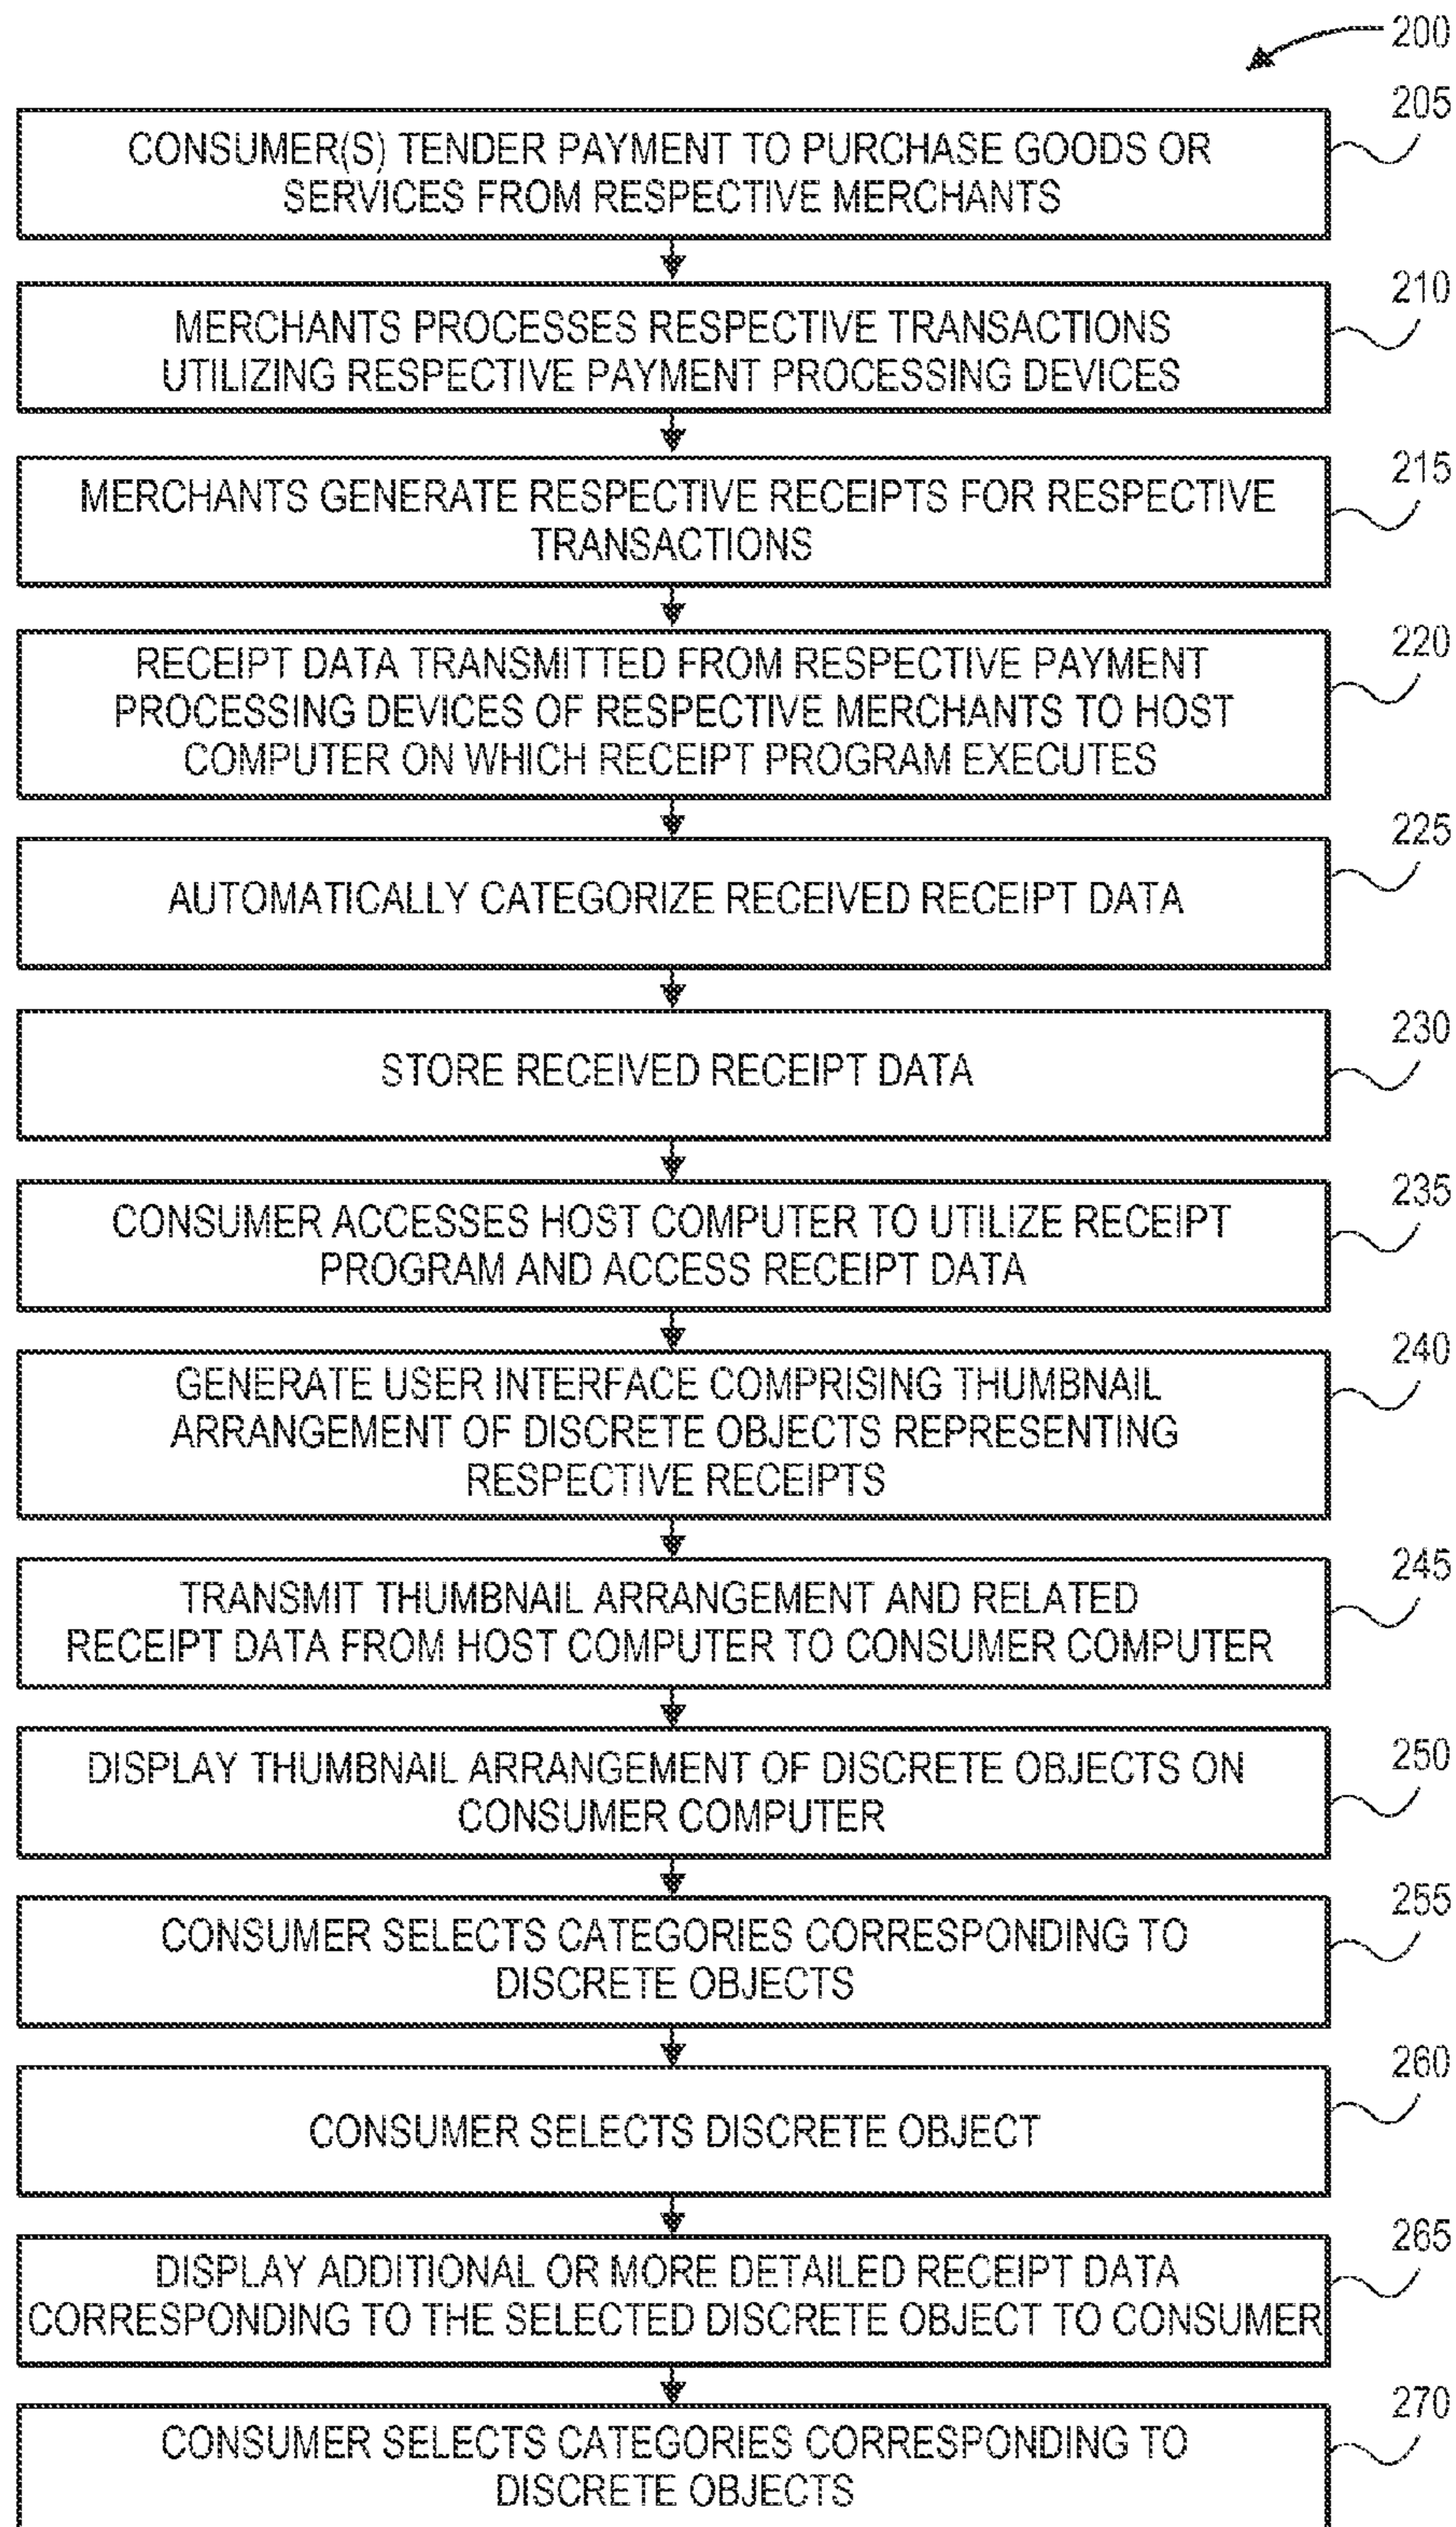 200
205
CONSUMER(S) TENDER PAYMENT TO PURCHASE GOODS OR
SERVICES FROM RESPECTIVE MERCHANTS
210
MERCHANTS PROCESSES RESPECTIVE TRANSACTIONS
UTILIZING RESPECTIVE PAYMENT PROCESSING DEVICES
215
MERCHANTS GENERATE RESPECTIVE RECEIPTS FOR RESPECTIVE
TRANSACTIONS
220
RECEIPT DATA TRANSMITTED FROM RESPECTIVE PAYMENT
PROCESSING DEVICES OF RESPECTIVE MERCHANTS TO HOST
COMPUTER ON WHICH RECEIPT PROGRAM EXECUTES
225
AUTOMATICALLY CATEGORIZE RECEIVED RECEIPT DATA
230
STORE RECEIVED RECEIPT DATA
235
CONSUMER ACCESSES HOST COMPUTER TO UTILIZE RECEIPT
PROGRAM AND ACCESS RECEIPT DATA
240
GENERATE USER INTERFACE COMPRISING THUMBNAIL
ARRANGEMENT OF DISCRETE OBJECTS REPRESENTING
RESPECTIVE RECEIPTS
245
TRANSMIT THUMBNAIL ARRANGEMENT AND RELATED
RECEIPT DATA FROM HOST COMPUTER TO CONSUMER COMPUTER
250
DISPLAY THUMBNAIL ARRANGEMENT OF DISCRETE OBJECTS ON
CONSUMER COMPUTER
255
CONSUMER SELECTS CATEGORIES CORRESPONDING TO
DISCRETE OBJECTS
260
CONSUMER SELECTS DISCRETE OBJECT
265
DISPLAY ADDITIONAL OR MORE DETAILED RECEIPT DATA
CORRESPONDING TO THE SELECTED DISCRETE OBJECT TO CONSUMER
270
CONSUMER SELECTS CATEGORIES CORRESPONDING TO
DISCRETE OBJECTS